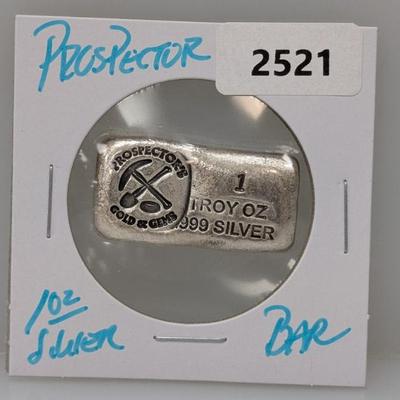 PROSPECTOR
2521
PROSPECTOR'S
GOLD & GEMS
1
TROY OZ
.999 SILVER
1oz
Silver
BAR